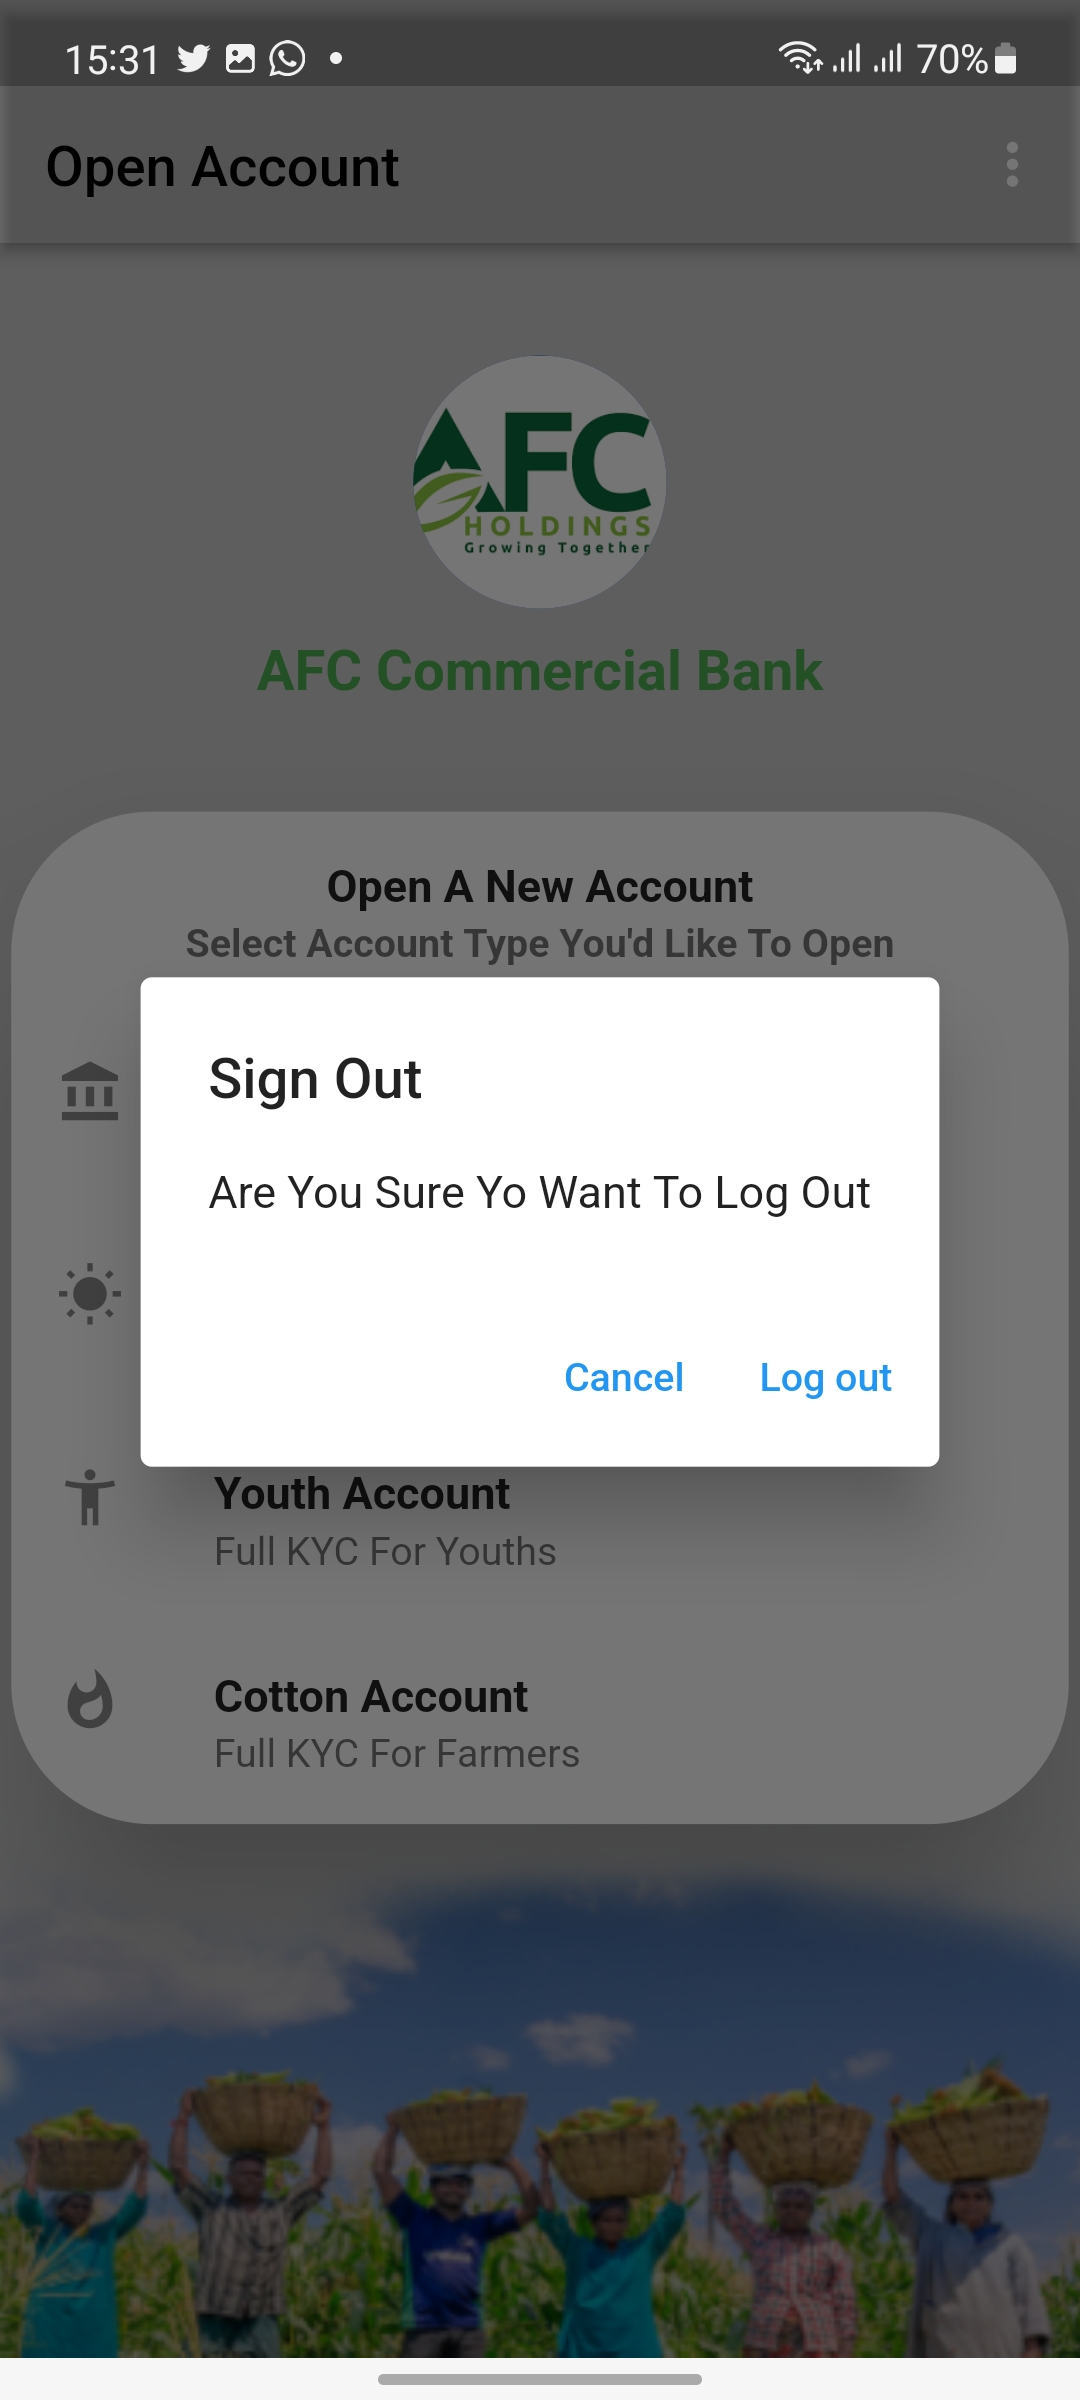 15:31
70%
Open Account
AFC
HOLDINGS
Growing Together
AFC Commercial Bank
Open A New Account
Select Account Type You'd Like To Open
Sign Out
Are You Sure Yo Want To Log Out
Cancel
Log out
Youth Account
Full KYC For Youths
Cotton Account
Full KYC For Farmers